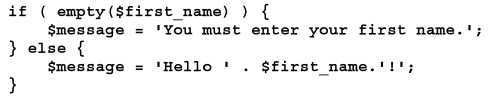 if ( empty($first_name) ) {
    $message = 'You must enter your first name.';
} else {
    $message = 'Hello ' . $first_name.'!';
}